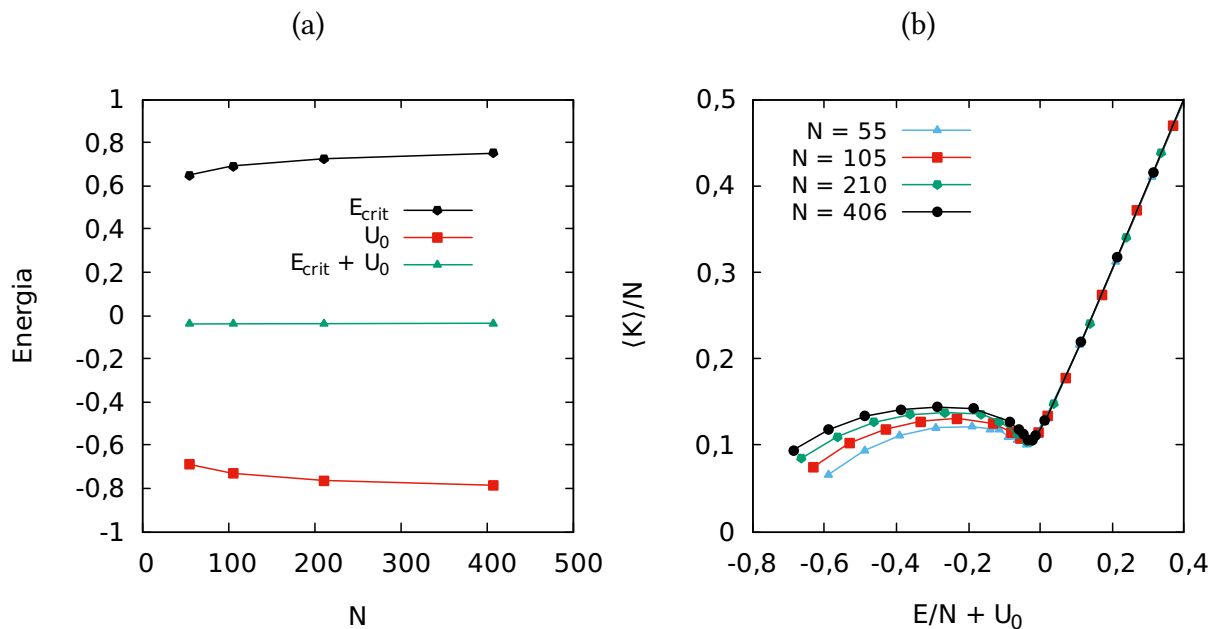 (a)
1
0,8
0,6
0,4
0,2
0
-0,2
-0,4
-0,6
-0,8
-1
Energia
E_crit
U_0
E_crit + U_0
0 100 200 300 400 500
N
(b)
0,5
0,4
0,3
0,2
0,1
0
⟨K⟩/N
N = 55
N = 105
N = 210
N = 406
-0,8 -0,6 -0,4 -0,2 0 0,2 0,4
E/N + U_0